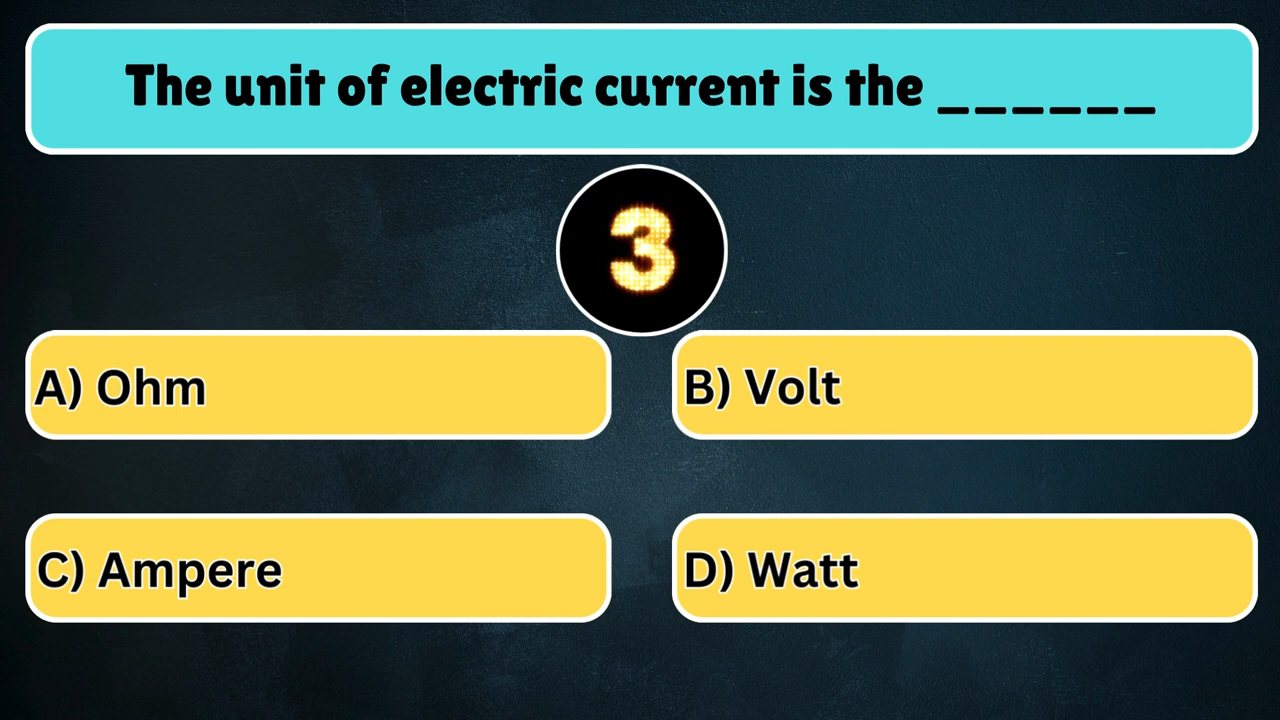 The unit of electric current is the ______
3
A) Ohm
B) Volt
C) Ampere
D) Watt